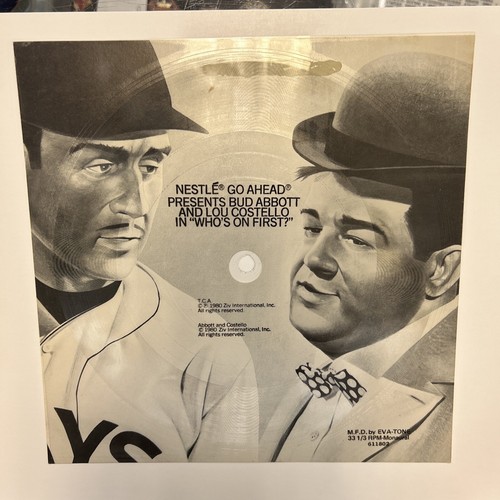 NESTLÉ® GO AHEAD®
PRESENTS BUD ABBOTT
AND LOU COSTELLO
IN "WHO'S ON FIRST?"
T.C.A.
© ℗ 1980 Ziv International, Inc.
All rights reserved.
Abbott and Costello
© 1980 Ziv International, Inc.
All rights reserved.
YS
M.F.D. by EVA-TONE
33 1/3 RPM-Monaural
611802